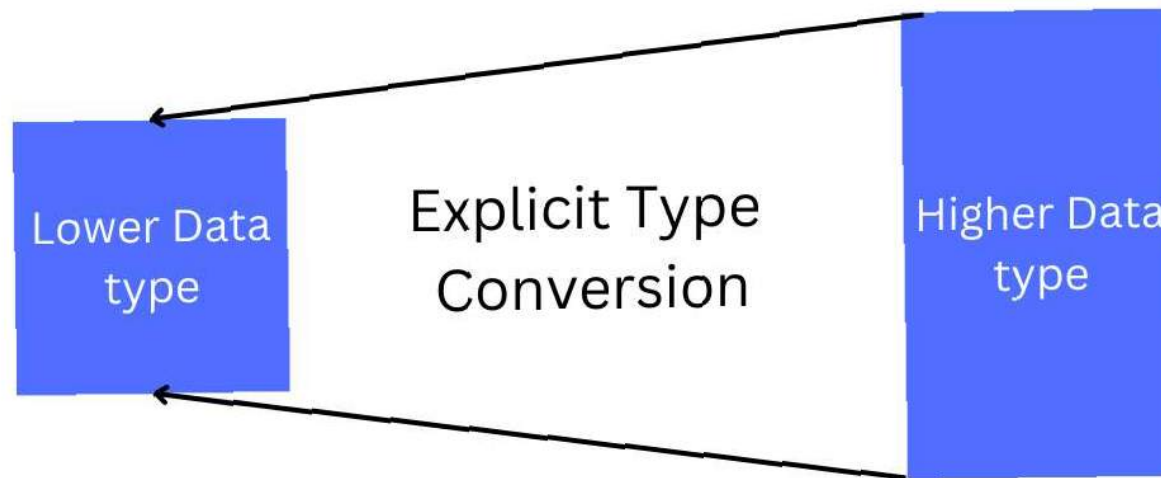 Lower Data
type
Explicit Type
Conversion
Higher Data
type